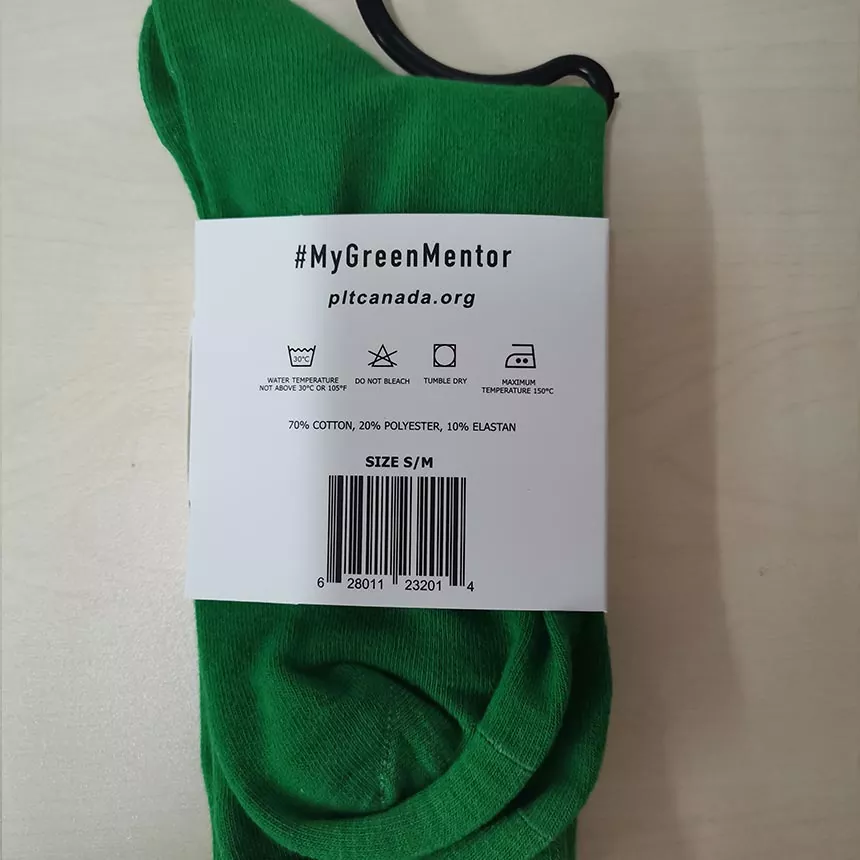 #MyGreenMentor
pltcanada.org
30°C
WATER TEMPERATURE
NOT ABOVE 30°C OR 105°F
DO NOT BLEACH
TUMBLE DRY
MAXIMUM
TEMPERATURE 150°C
70% COTTON, 20% POLYESTER, 10% ELASTAN
SIZE S/M
6 28011 23201 4